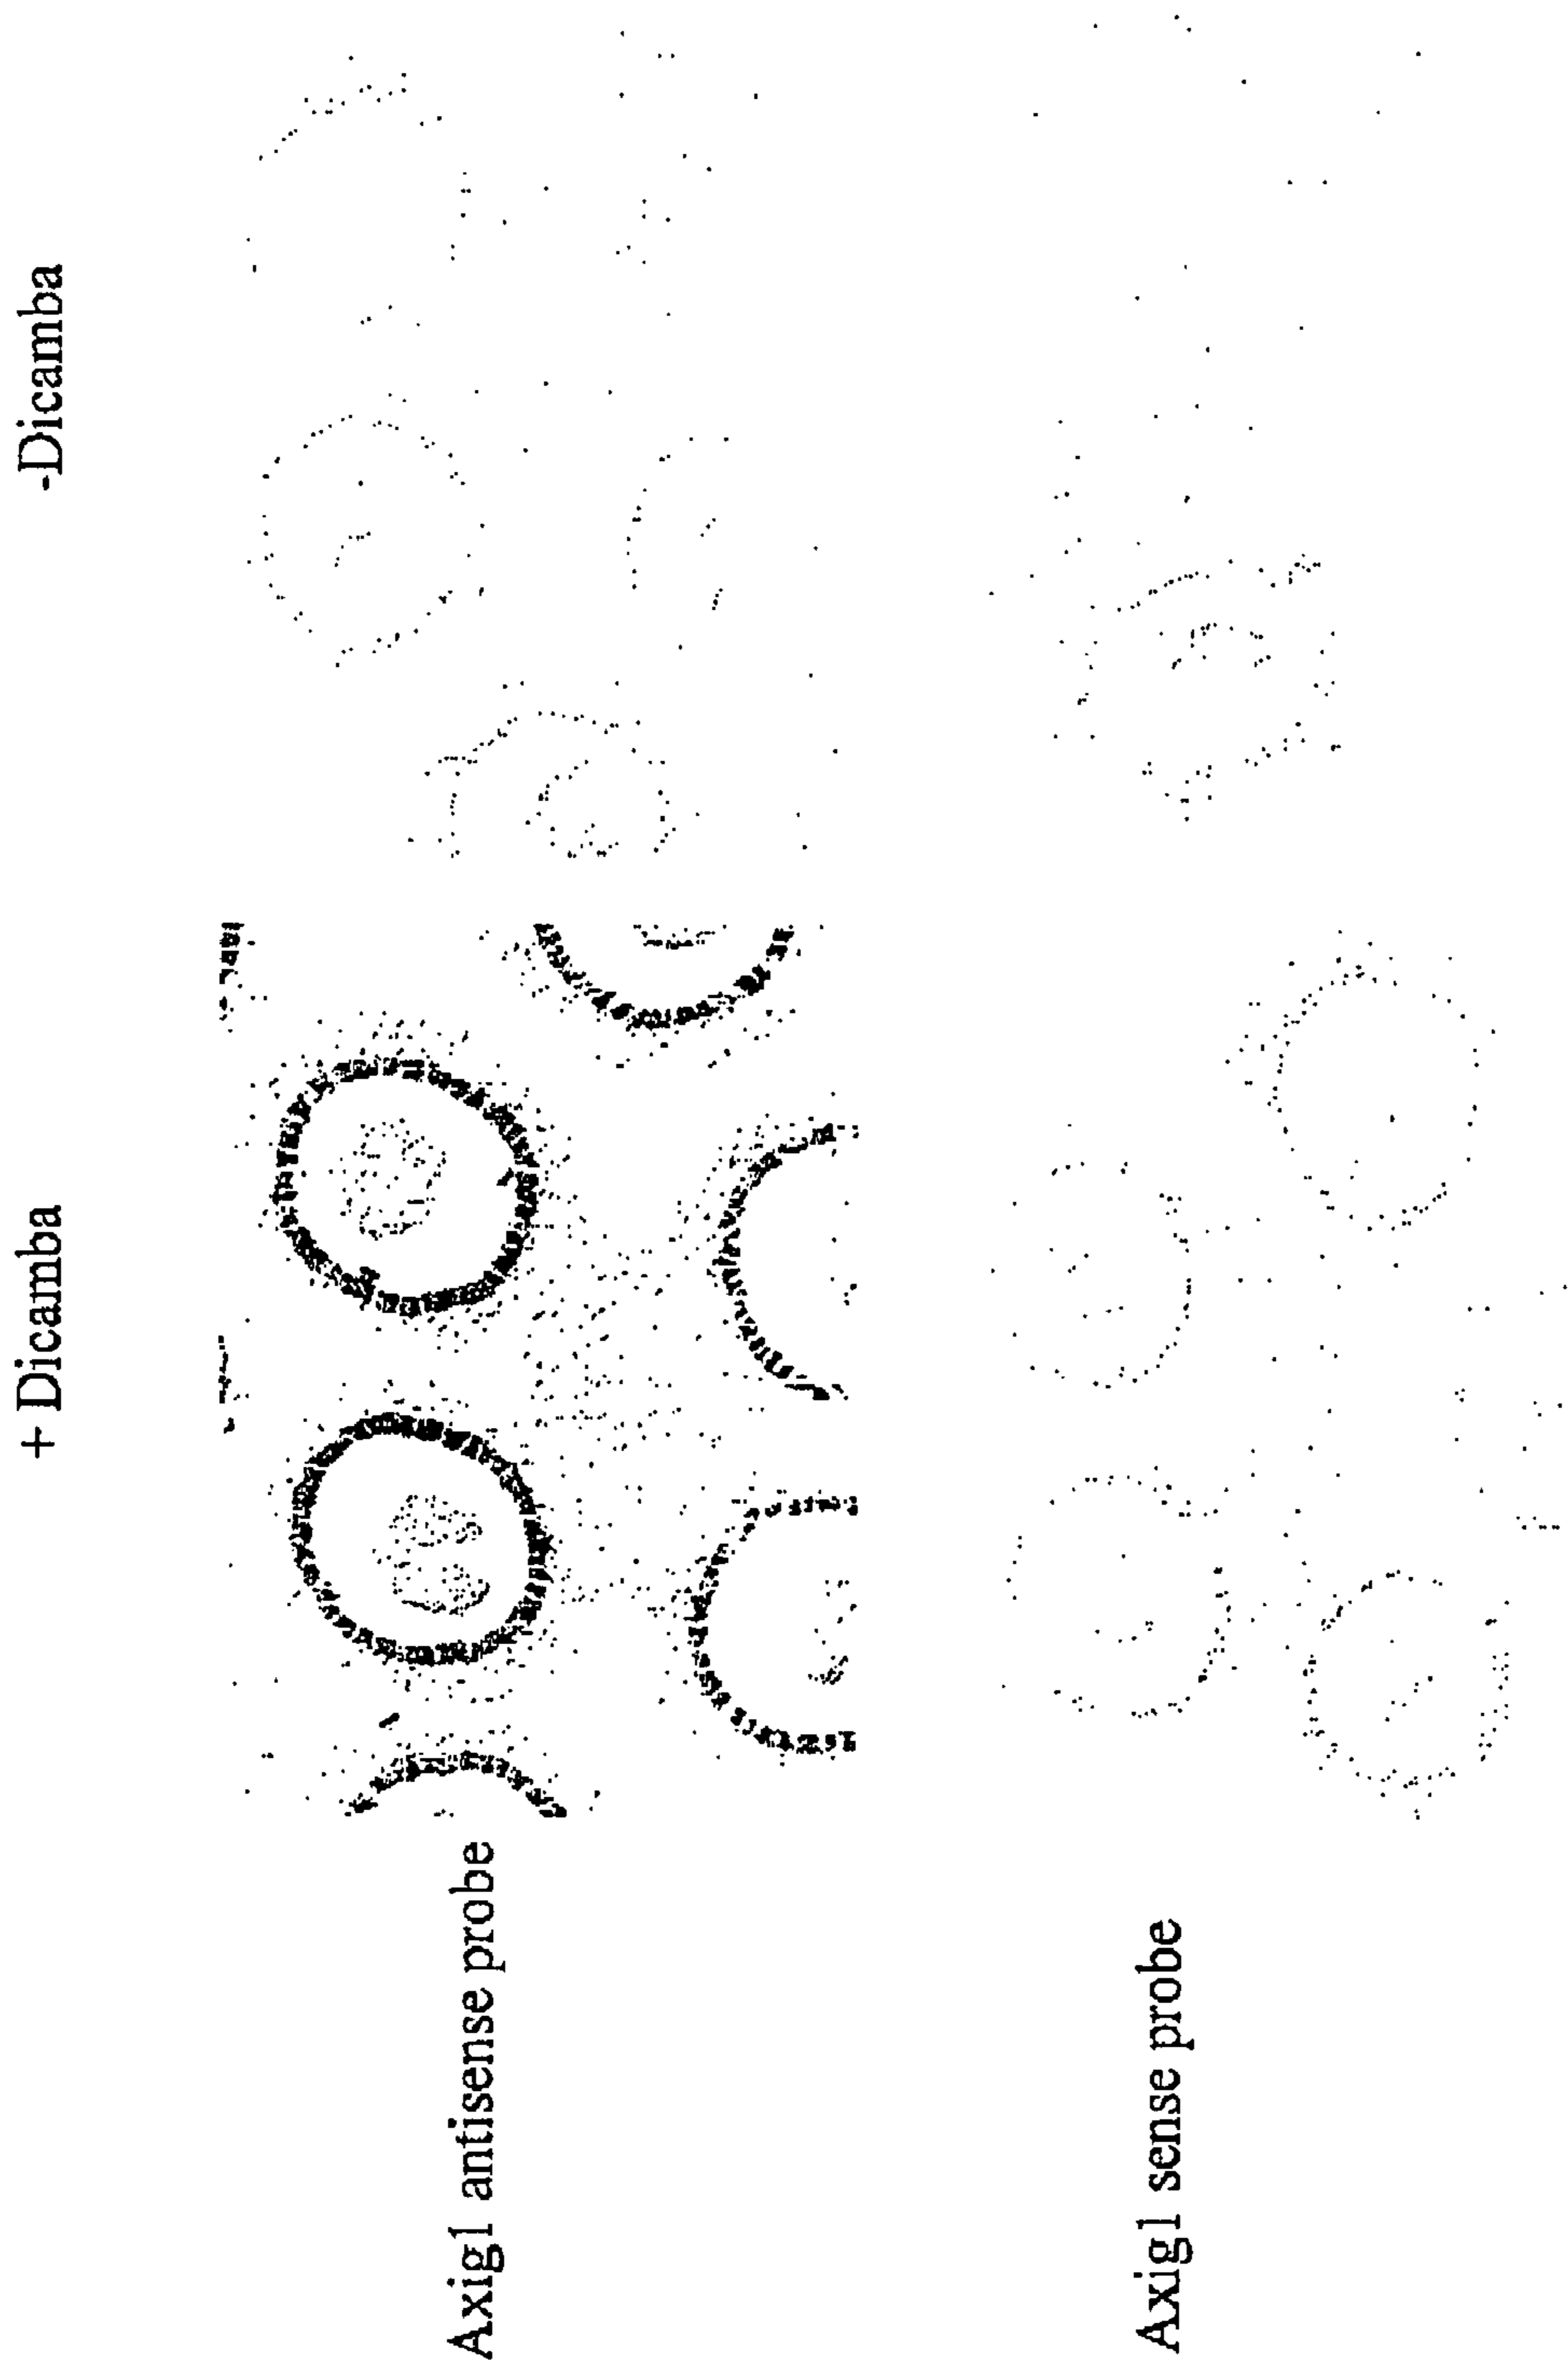 + Dicamba
-Dicamba
Axig1 antisense probe
Axig1 sense probe